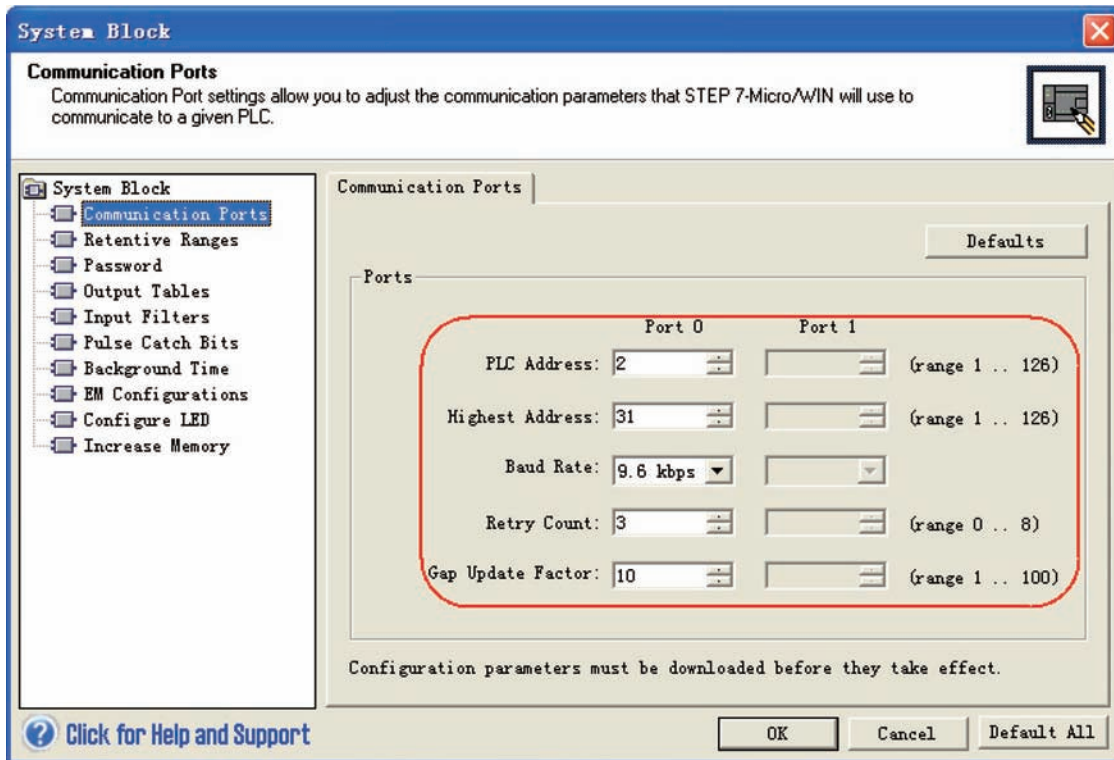 System Block
Communication Ports
Communication Port settings allow you to adjust the communication parameters that STEP 7-Micro/WIN will use to
communicate to a given PLC.
System Block
Communication Ports
Retentive Ranges
Password
Output Tables
Input Filters
Pulse Catch Bits
Background Time
EM Configurations
Configure LED
Increase Memory
Communication Ports
Defaults
Ports
Port 0 Port 1
PLC Address: 2 (range 1 .. 126)
Highest Address: 31 (range 1 .. 126)
Baud Rate: 9.6 kbps
Retry Count: 3 (range 0 .. 8)
Gap Update Factor: 10 (range 1 .. 100)
Configuration parameters must be downloaded before they take effect.
Click for Help and Support
OK Cancel Default All